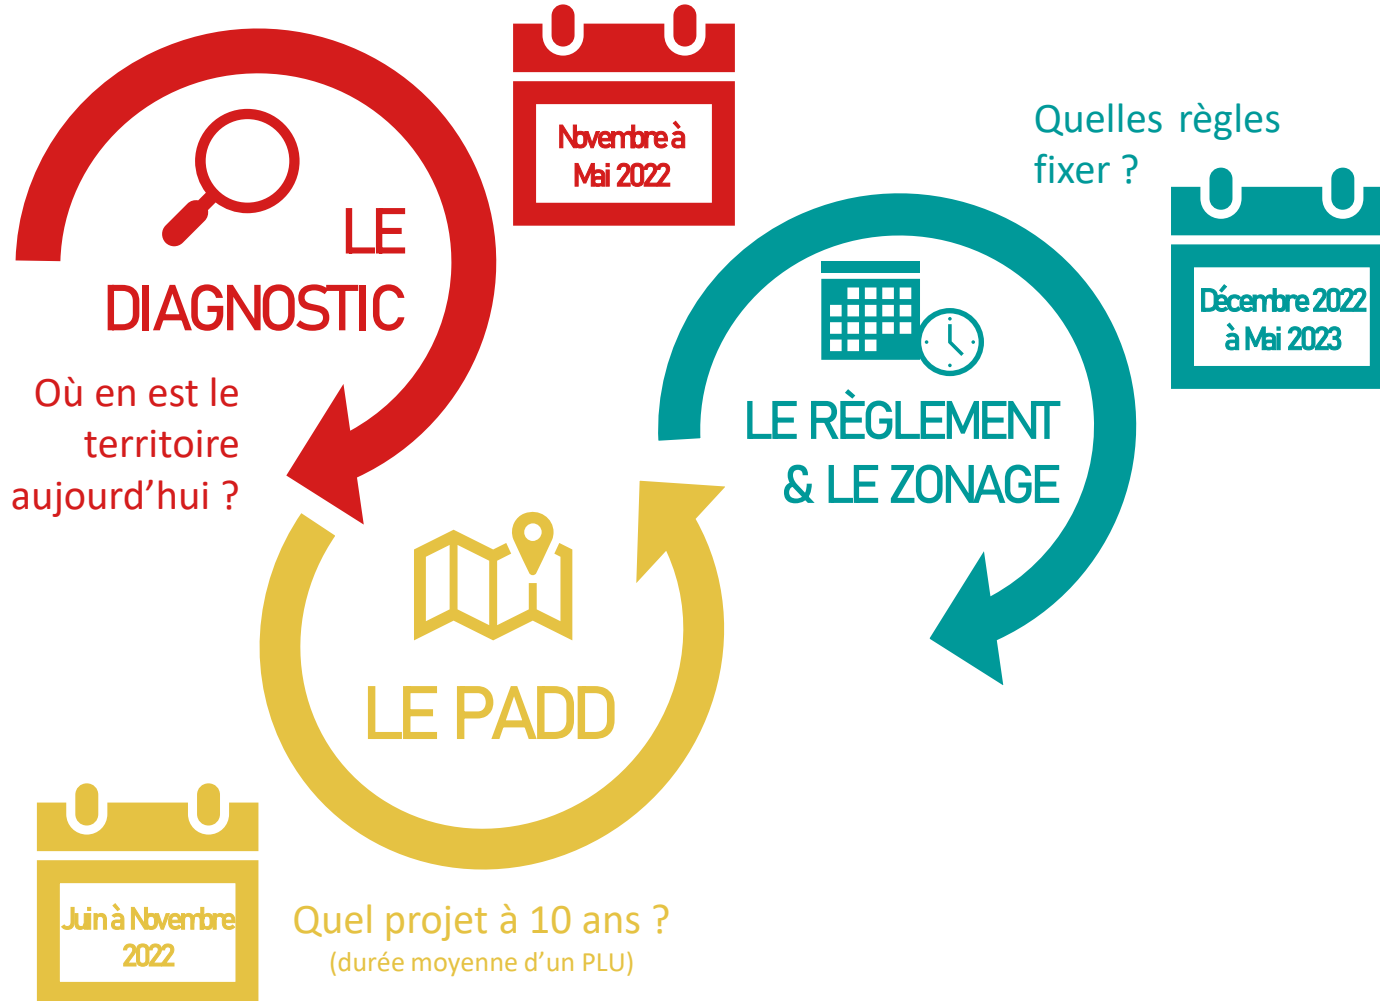 Novembre à
Mai 2022
LE
DIAGNOSTIC
Où en est le
territoire
aujourd’hui ?
Quelles règles
fixer ?
Décembre 2022
à Mai 2023
LE RÈGLEMENT
& LE ZONAGE
LE PADD
Juin à Novembre
2022
Quel projet à 10 ans ?
(durée moyenne d’un PLU)